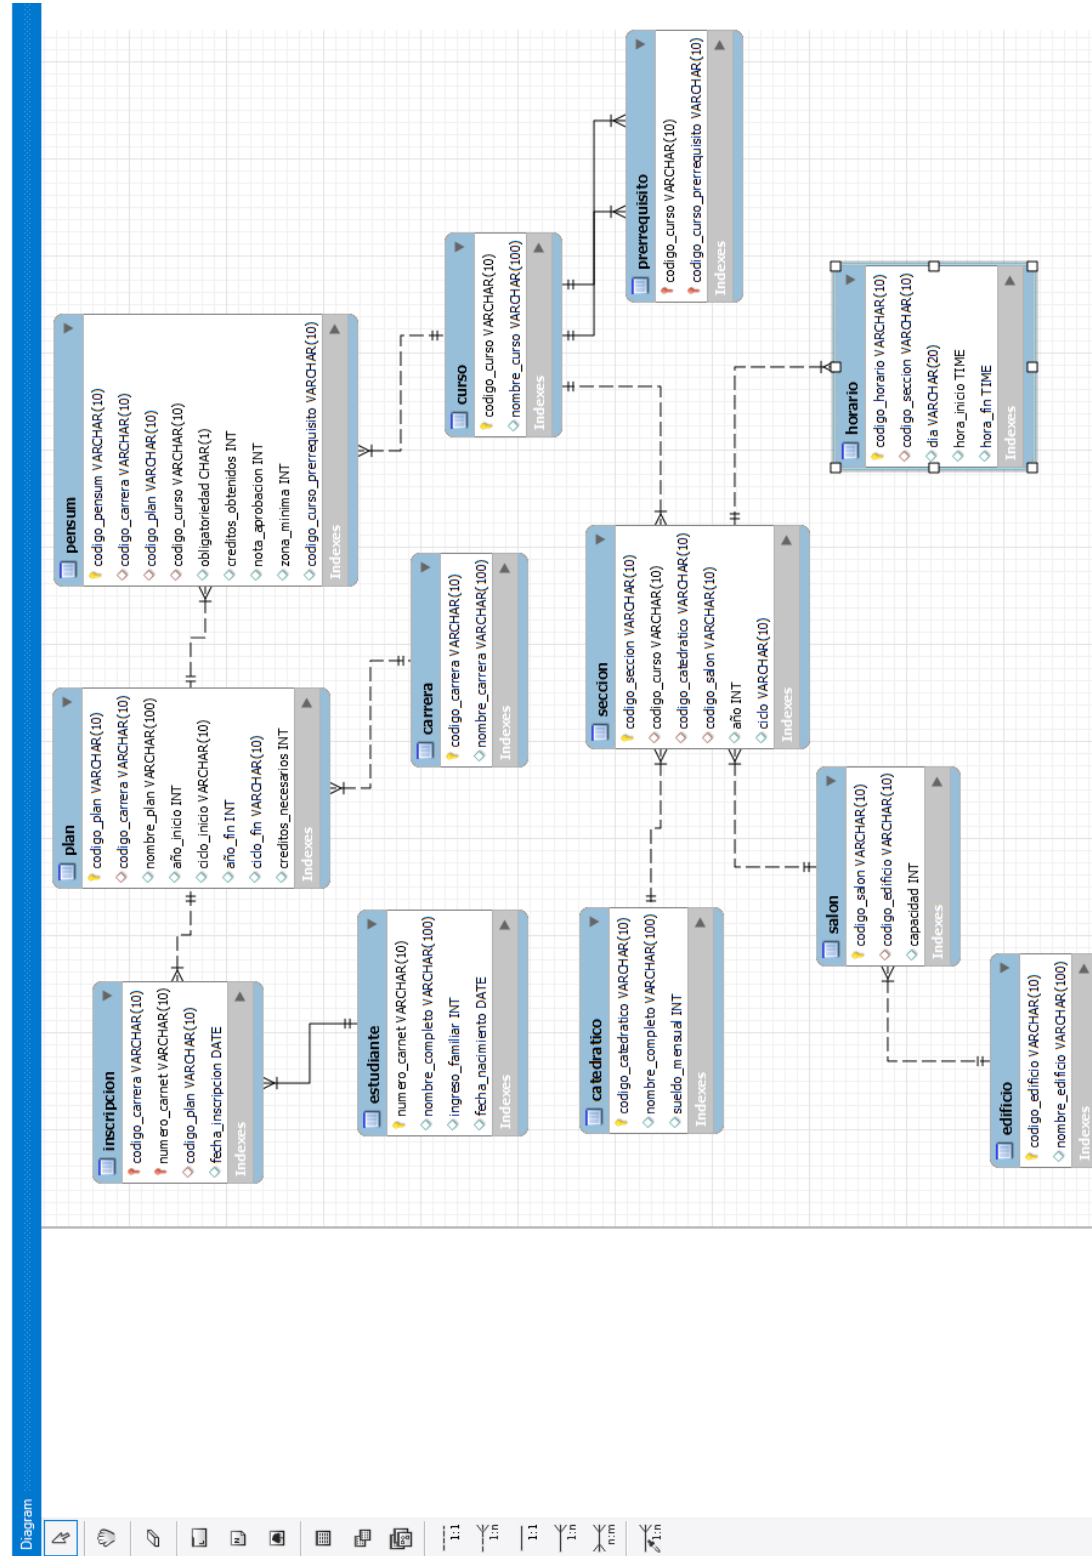 Diagram
1:1
1:n
1:1
1:n
n:m
1:n
inscripcion
codigo_carrera VARCHAR(10)
numero_carnet VARCHAR(10)
codigo_plan VARCHAR(10)
fecha_inscripcion DATE
Indexes
plan
codigo_plan VARCHAR(10)
codigo_carrera VARCHAR(10)
nombre_plan VARCHAR(100)
año_inicio INT
ciclo_inicio VARCHAR(10)
año_fin INT
ciclo_fin VARCHAR(10)
creditos_necesarios INT
Indexes
pensum
codigo_pensum VARCHAR(10)
codigo_carrera VARCHAR(10)
codigo_plan VARCHAR(10)
codigo_curso VARCHAR(10)
obligatoriedad CHAR(1)
creditos_obtenidos INT
nota_aprobacion INT
zona_minima INT
codigo_curso_prerrequisito VARCHAR(10)
Indexes
estudiante
numero_carnet VARCHAR(10)
nombre_completo VARCHAR(100)
ingreso_familiar INT
fecha_nacimiento DATE
Indexes
carrera
codigo_carrera VARCHAR(10)
nombre_carrera VARCHAR(100)
Indexes
curso
codigo_curso VARCHAR(10)
nombre_curso VARCHAR(100)
Indexes
catedratico
codigo_catedratico VARCHAR(10)
nombre_completo VARCHAR(100)
sueldo_mensual INT
Indexes
seccion
codigo_seccion VARCHAR(10)
codigo_curso VARCHAR(10)
codigo_catedratico VARCHAR(10)
codigo_salon VARCHAR(10)
año INT
ciclo VARCHAR(10)
Indexes
prerrequisito
codigo_curso VARCHAR(10)
codigo_curso_prerrequisito VARCHAR(10)
Indexes
salon
codigo_salon VARCHAR(10)
codigo_edificio VARCHAR(10)
capacidad INT
Indexes
horario
codigo_horario VARCHAR(10)
codigo_seccion VARCHAR(10)
dia VARCHAR(20)
hora_inicio TIME
hora_fin TIME
Indexes
edificio
codigo_edificio VARCHAR(10)
nombre_edificio VARCHAR(100)
Indexes